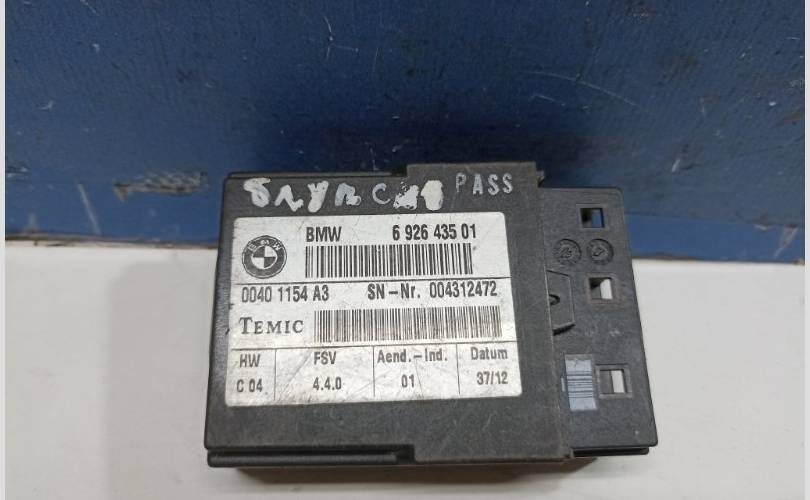 PASS
BMW 6 926 435 01
0040 1154 A3 SN-Nr. 004312472
TEMIC
HW FSV Aend.-Ind. Datum
C 04 4.4.0 01 37/12